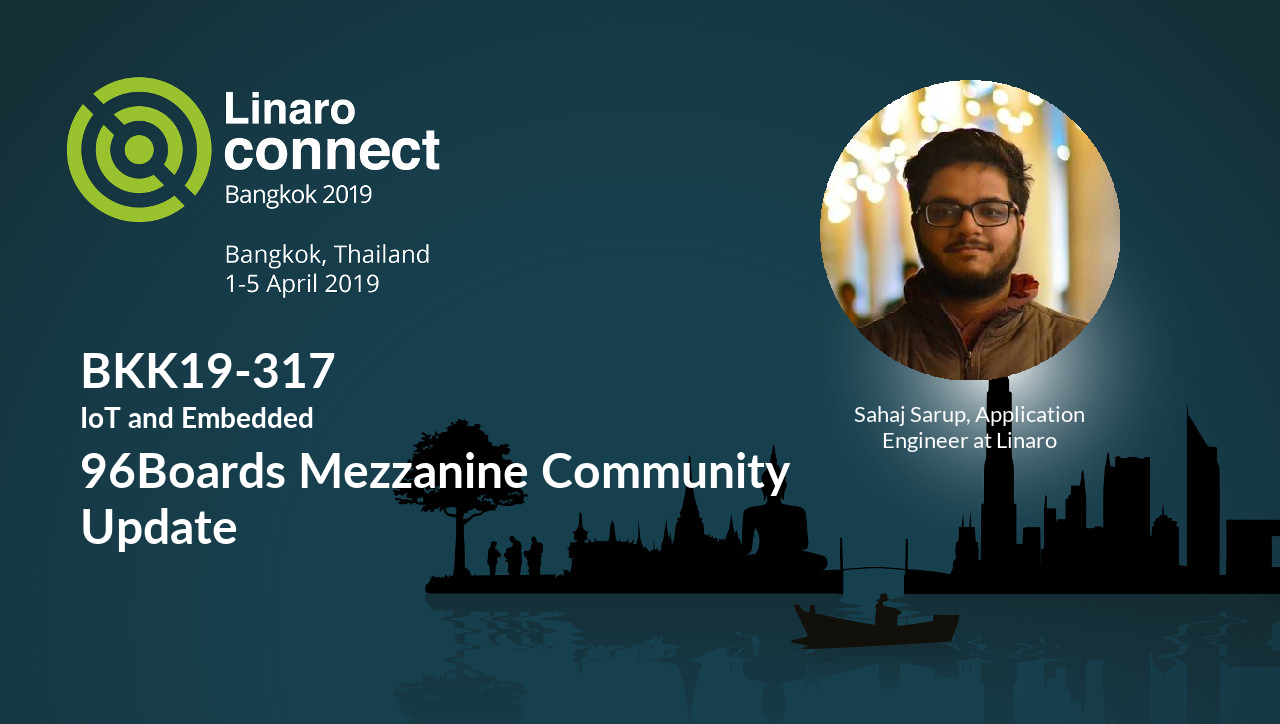 Linaro
connect
Bangkok 2019
Bangkok, Thailand
1-5 April 2019
BKK19-317
IoT and Embedded
96Boards Mezzanine Community
Update
Sahaj Sarup, Application
Engineer at Linaro